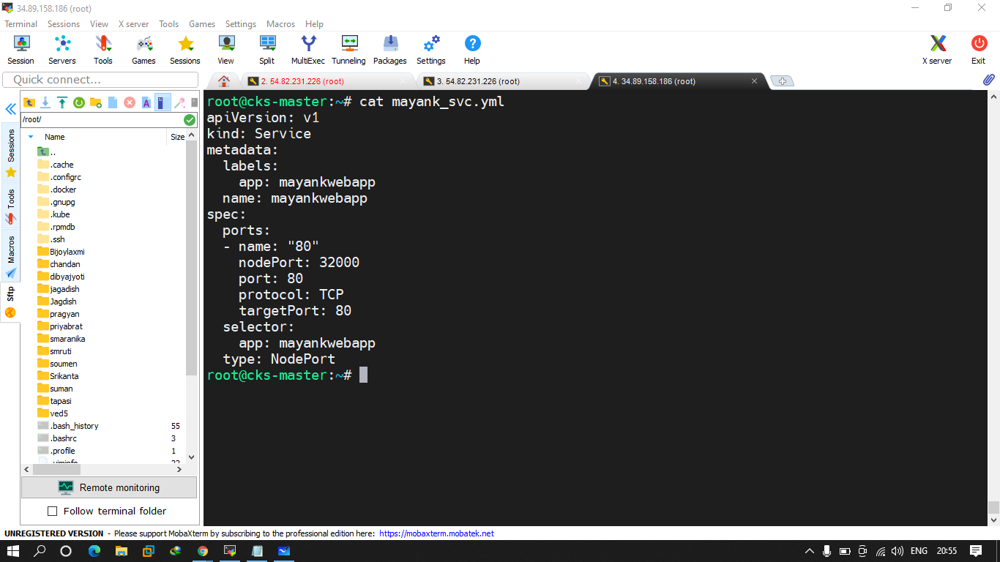 34.89.158.186 (root)
Terminal Sessions View X server Tools Games Settings Macros Help
Session Servers Tools Games Sessions View Split MultiExec Tunneling Packages Settings Help X server Exit
Quick connect...
2. 54.82.231.226 (root)
3. 54.82.231.226 (root)
4. 34.89.158.186 (root)
/root/
Name Size
..
.cache
.configrc
.docker
.gnupg
.kube
.rpmdb
.ssh
Bijoylaxmi
chandan
dibyajyoti
jagadish
Jagdish
pragyan
priyabrat
smaranika
smruti
soumen
Srikanta
suman
tapasi
ved5
.bash_history 55
.bashrc 3
.profile 1
.viminfo 22
Sessions
Tools
Macros
Sftp
Remote monitoring
Follow terminal folder
root@cks-master:~# cat mayank_svc.yml
apiVersion: v1
kind: Service
metadata:
  labels:
    app: mayankwebapp
  name: mayankwebapp
spec:
  ports:
  - name: "80"
    nodePort: 32000
    port: 80
    protocol: TCP
    targetPort: 80
  selector:
    app: mayankwebapp
  type: NodePort
root@cks-master:~#
UNREGISTERED VERSION - Please support MobaXterm by subscribing to the professional edition here: https://mobaxterm.mobatek.net
ENG 20:55